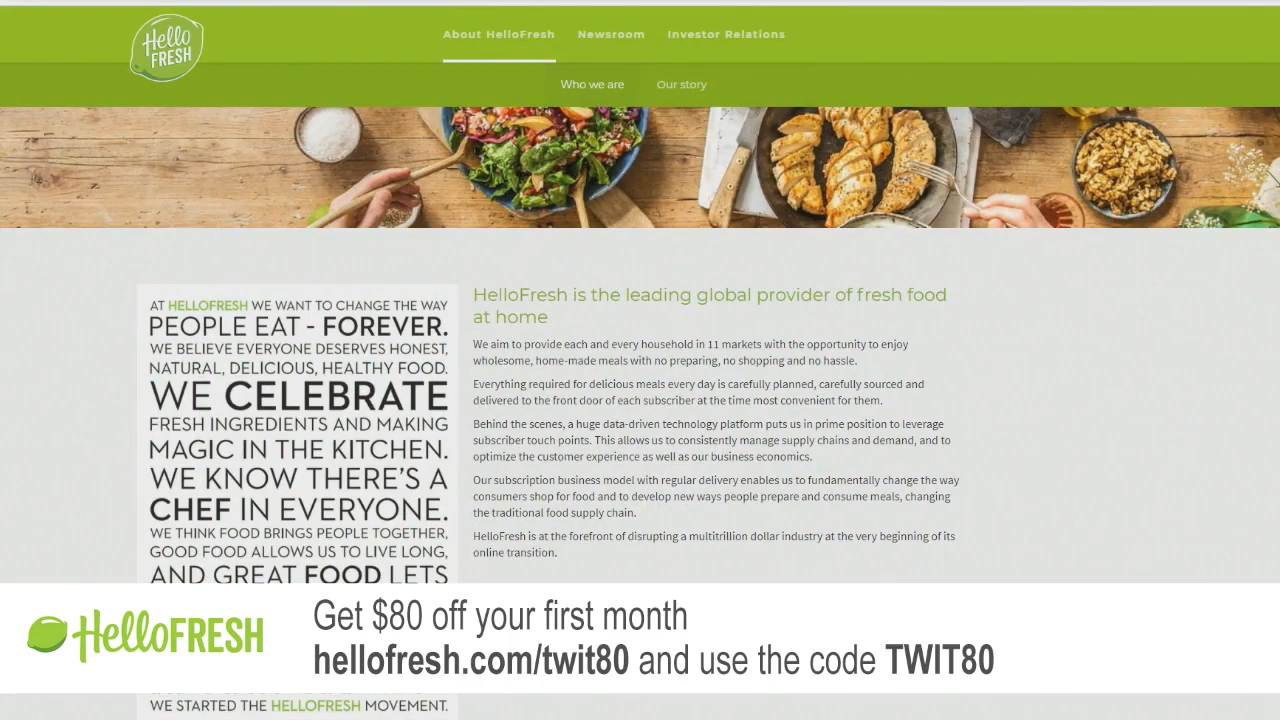 Hello
FRESH
About HelloFresh Newsroom Investor Relations
Who we are Our story
AT HELLOFRESH WE WANT TO CHANGE THE WAY
PEOPLE EAT - FOREVER.
WE BELIEVE EVERYONE DESERVES HONEST,
NATURAL, DELICIOUS, HEALTHY FOOD.
WE CELEBRATE
FRESH INGREDIENTS AND MAKING
MAGIC IN THE KITCHEN.
WE KNOW THERE'S A
CHEF IN EVERYONE.
WE THINK FOOD BRINGS PEOPLE TOGETHER,
GOOD FOOD ALLOWS US TO LIVE LONG,
AND GREAT FOOD LETS
WE STARTED THE HELLOFRESH MOVEMENT.
HelloFresh is the leading global provider of fresh food
at home
We aim to provide each and every household in 11 markets with the opportunity to enjoy
wholesome, home-made meals with no preparing, no shopping and no hassle.
Everything required for delicious meals every day is carefully planned, carefully sourced and
delivered to the front door of each subscriber at the time most convenient for them.
Behind the scenes, a huge data-driven technology platform puts us in prime position to leverage
subscriber touch points. This allows us to consistently manage supply chains and demand, and to
optimize the customer experience as well as our business economics.
Our subscription business model with regular delivery enables us to fundamentally change the way
consumers shop for food and to develop new ways people prepare and consume meals, changing
the traditional food supply chain.
HelloFresh is at the forefront of disrupting a multitrillion dollar industry at the very beginning of its
online transition.
HelloFRESH
Get $80 off your first month
hellofresh.com/twit80 and use the code TWIT80